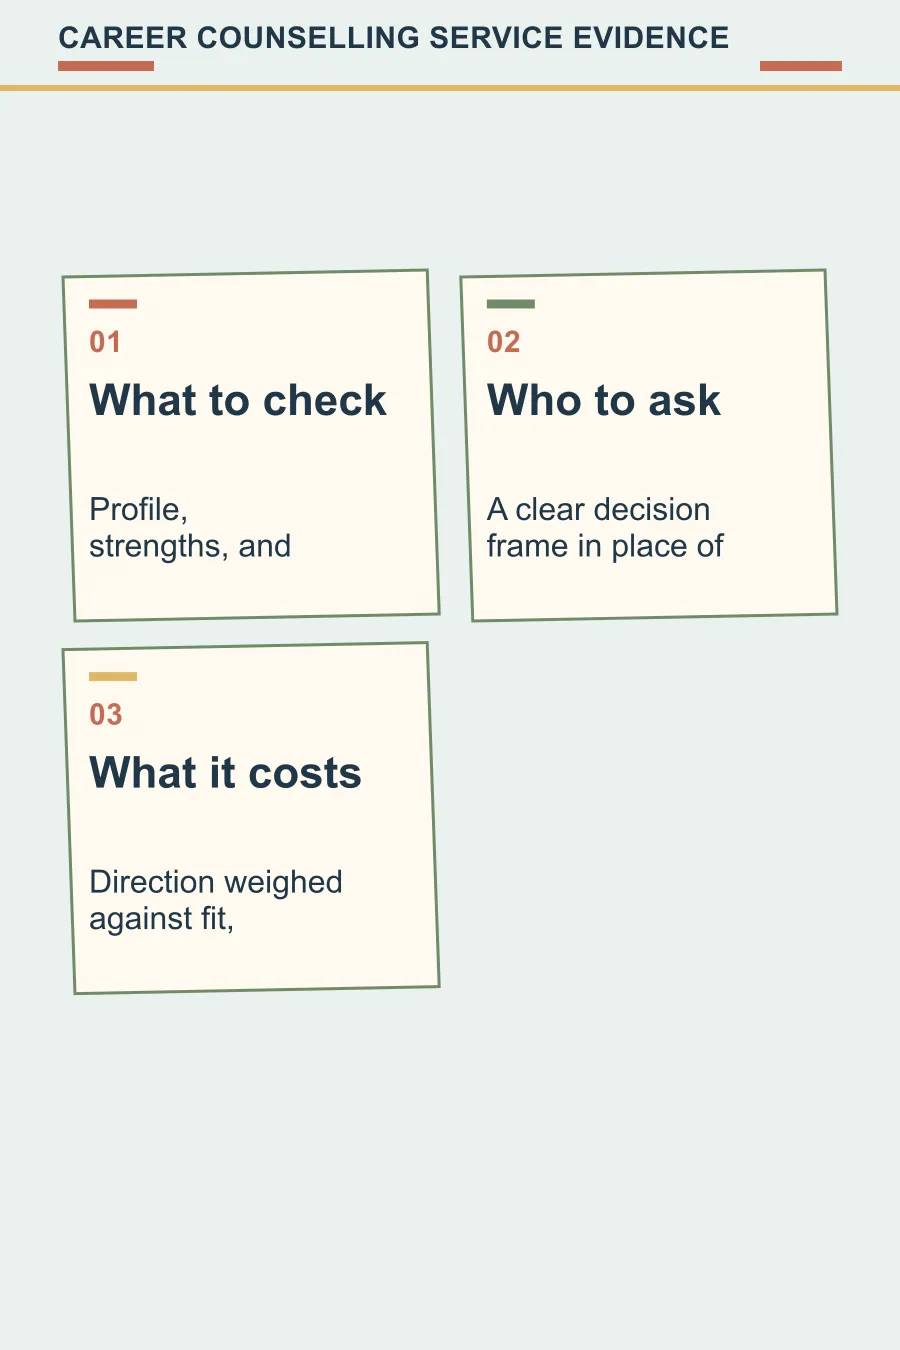 CAREER COUNSELLING SERVICE EVIDENCE
01
What to check
Profile,
strengths, and
02
Who to ask
A clear decision
frame in place of
03
What it costs
Direction weighed
against fit,